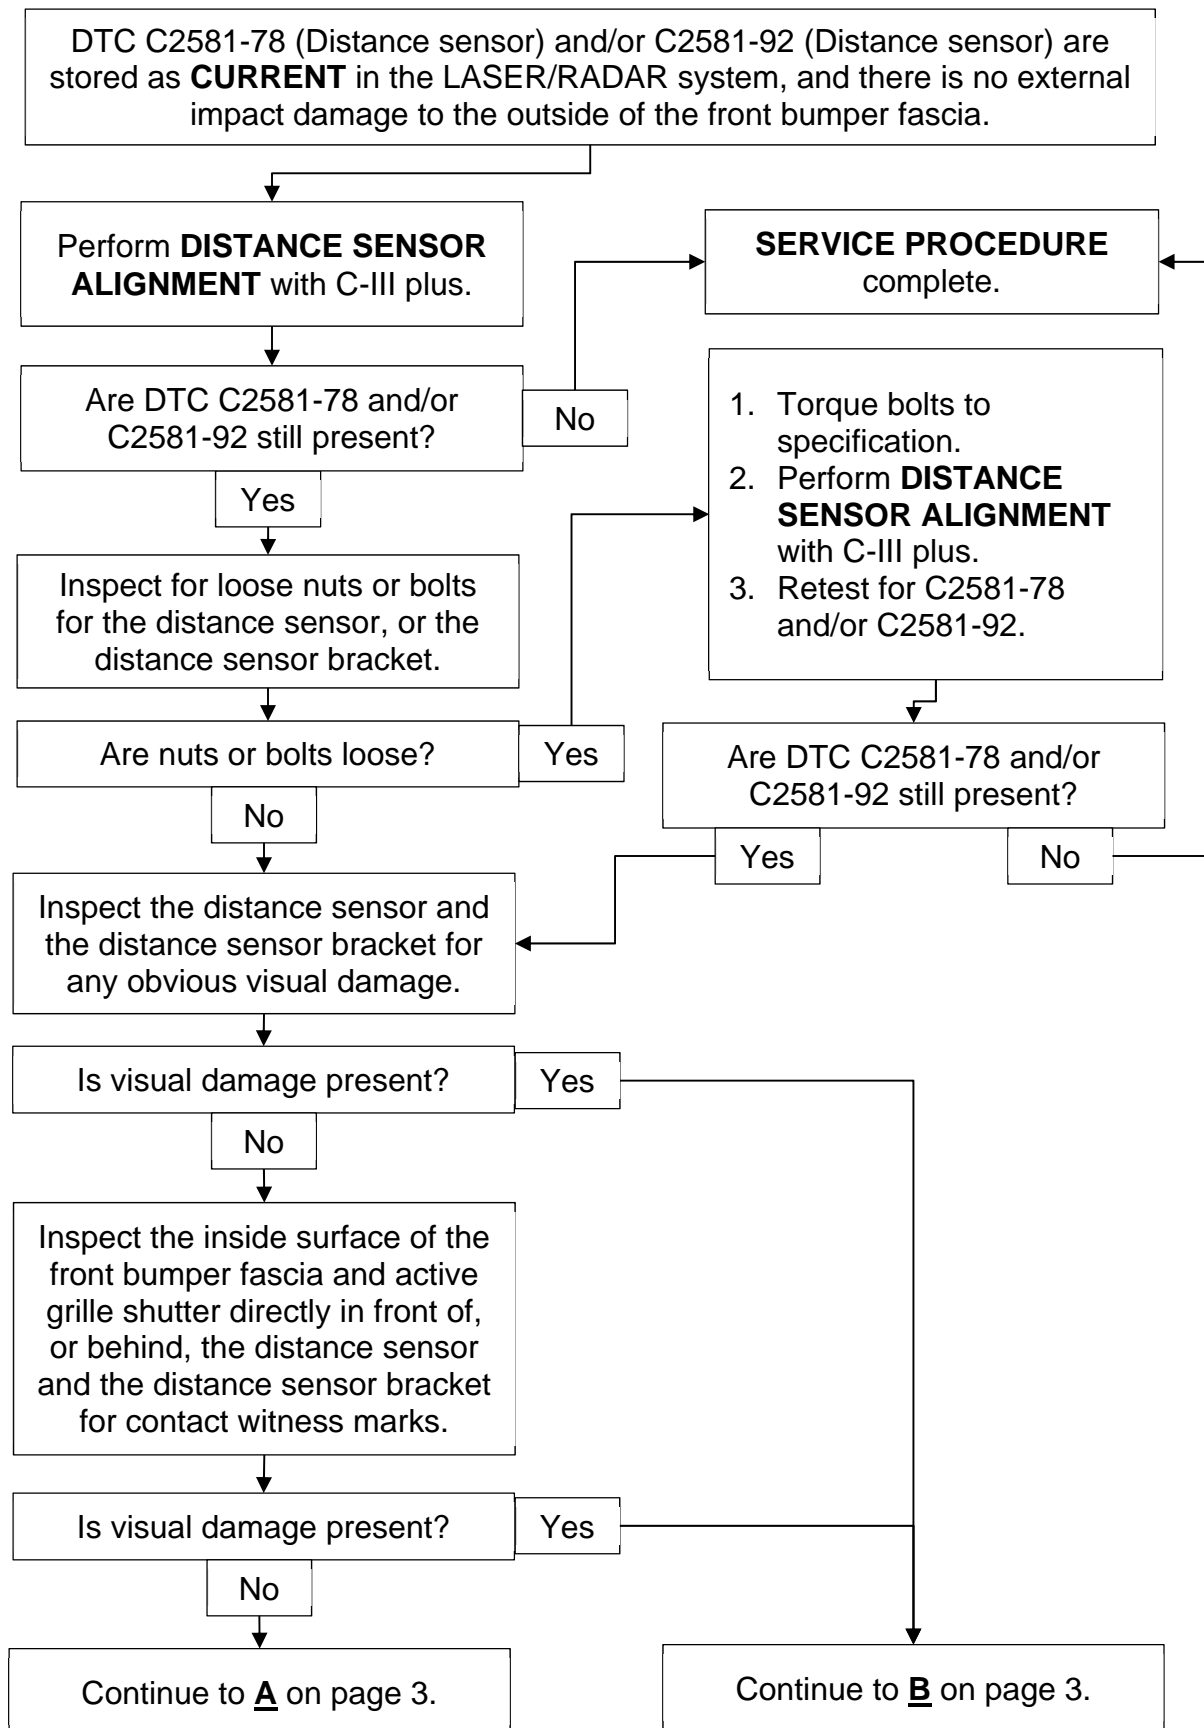 DTC C2581-78 (Distance sensor) and/or C2581-92 (Distance sensor) are
stored as CURRENT in the LASER/RADAR system, and there is no external
impact damage to the outside of the front bumper fascia.
Perform DISTANCE SENSOR
ALIGNMENT with C-III plus.
SERVICE PROCEDURE
complete.
Are DTC C2581-78 and/or
C2581-92 still present?
No
Yes
1. Torque bolts to
specification.
2. Perform DISTANCE
SENSOR ALIGNMENT
with C-III plus.
3. Retest for C2581-78
and/or C2581-92.
Inspect for loose nuts or bolts
for the distance sensor, or the
distance sensor bracket.
Are nuts or bolts loose?
Yes
No
Are DTC C2581-78 and/or
C2581-92 still present?
Yes
No
Inspect the distance sensor and
the distance sensor bracket for
any obvious visual damage.
Is visual damage present?
Yes
No
Inspect the inside surface of the
front bumper fascia and active
grille shutter directly in front of,
or behind, the distance sensor
and the distance sensor bracket
for contact witness marks.
Is visual damage present?
Yes
No
Continue to A on page 3.
Continue to B on page 3.